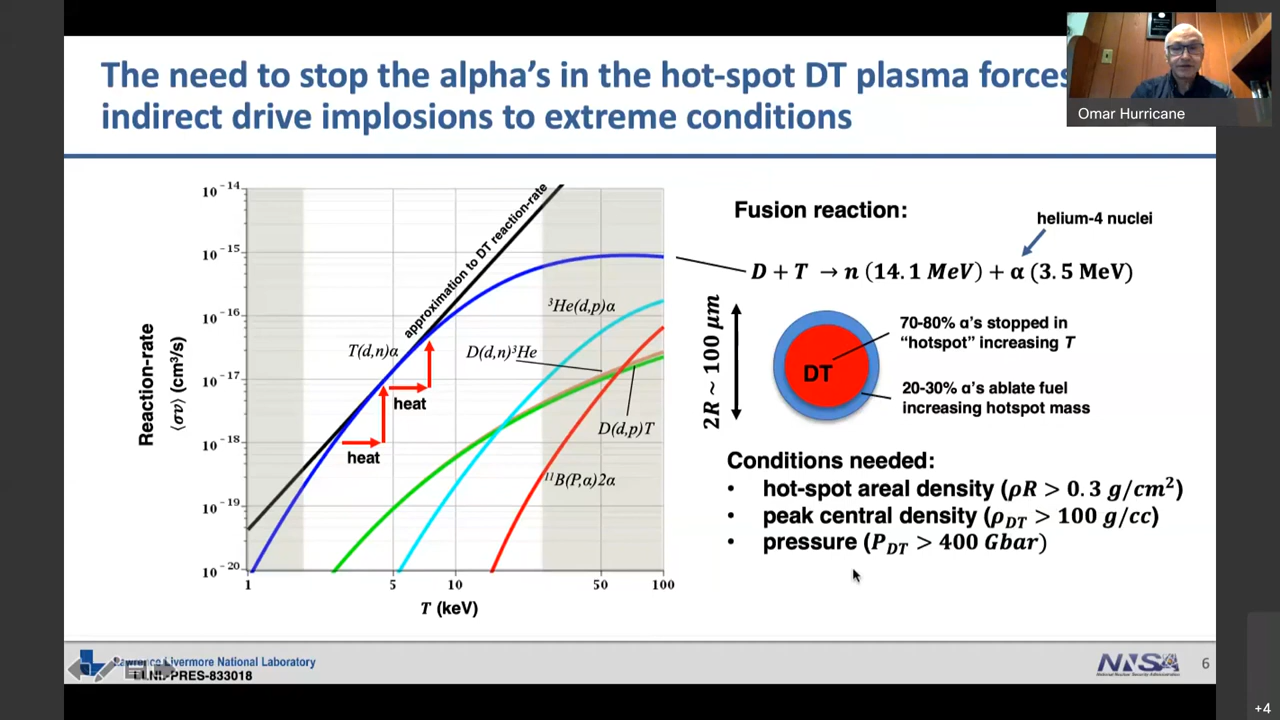 The need to stop the alpha's in the hot-spot DT plasma forces
indirect drive implosions to extreme conditions
Omar Hurricane
Reaction-rate
⟨σv⟩ (cm³/s)
10⁻¹⁴
10⁻¹⁵
10⁻¹⁶
10⁻¹⁷
10⁻¹⁸
10⁻¹⁹
10⁻²⁰
approximation to DT reaction-rate
T(d,n)α
³He(d,p)α
D(d,n)³He
D(d,p)T
¹¹B(P,α)2α
heat
heat
1 5 10 50 100
T (keV)
Fusion reaction:
helium-4 nuclei
D + T → n (14.1 MeV) + α (3.5 MeV)
2R ~ 100 μm
DT
70-80% α's stopped in
“hotspot” increasing T
20-30% α's ablate fuel
increasing hotspot mass
Conditions needed:
• hot-spot areal density (ρR > 0.3 g/cm²)
• peak central density (ρDT > 100 g/cc)
• pressure (PDT > 400 Gbar)
Lawrence Livermore National Laboratory
LLNL-PRES-833018
NNSA
National Nuclear Security Administration
6
+4